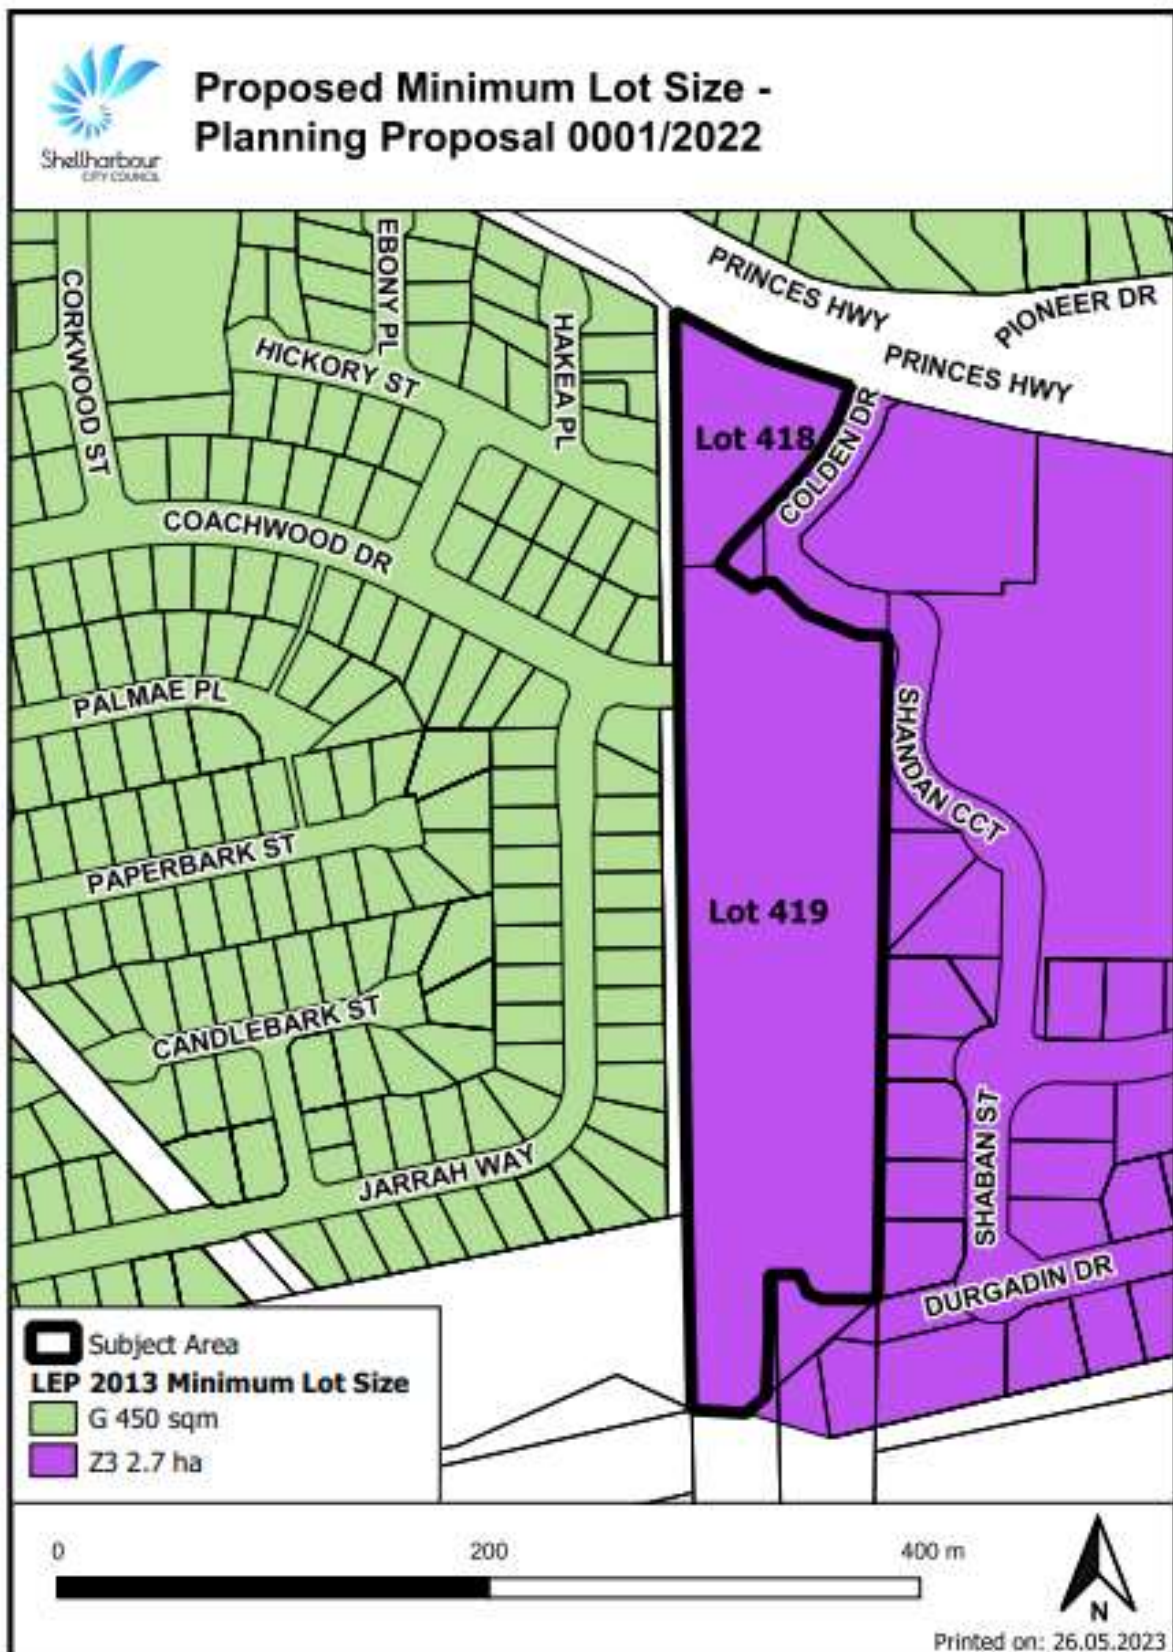 Shellharbour
CITY COUNCIL
Proposed Minimum Lot Size -
Planning Proposal 0001/2022
CORKWOOD ST
EBONY PL
HICKORY ST
HAKEA PL
PRINCES HWY
PIONEER DR
PRINCES HWY
Lot 418
COLDEN DR
COACHWOOD DR
PALMAE PL
SHANDAN CCT
PAPERBARK ST
Lot 419
CANDLEBARK ST
JARRAH WAY
SHABAN ST
DURGADIN DR
Subject Area
LEP 2013 Minimum Lot Size
G 450 sqm
Z3 2.7 ha
0 200 400 m
N
Printed on: 26.05.2023